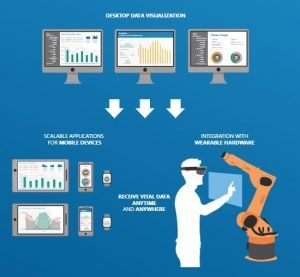 DESKTOP DATA VISUALIZATION
SCALABLE APPLICATIONS
FOR MOBILE DEVICES
INTEGRATION WITH
WEARABLE HARDWARE
RECEIVE VITAL DATA
ANYTIME
AND ANYWHERE